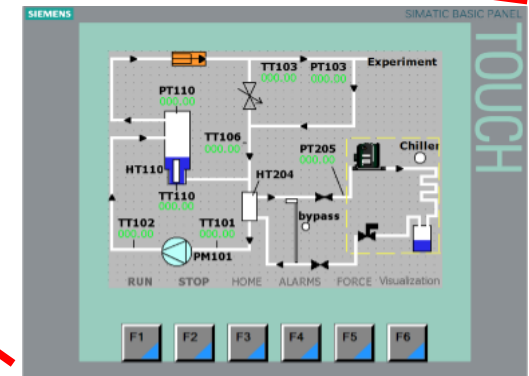 SIEMENS
SIMATIC BASIC PANEL
TOUCH
TT103 PT103 Experiment
000.00 000.00
PT110
000.00
TT106
000.00
PT205
000.00
Chiller
HT110
HT204
TT110
000.00
bypass
TT102 TT101
000.00 000.00
PM101
RUN STOP HOME ALARMS FORCE Visualization
F1 F2 F3 F4 F5 F6